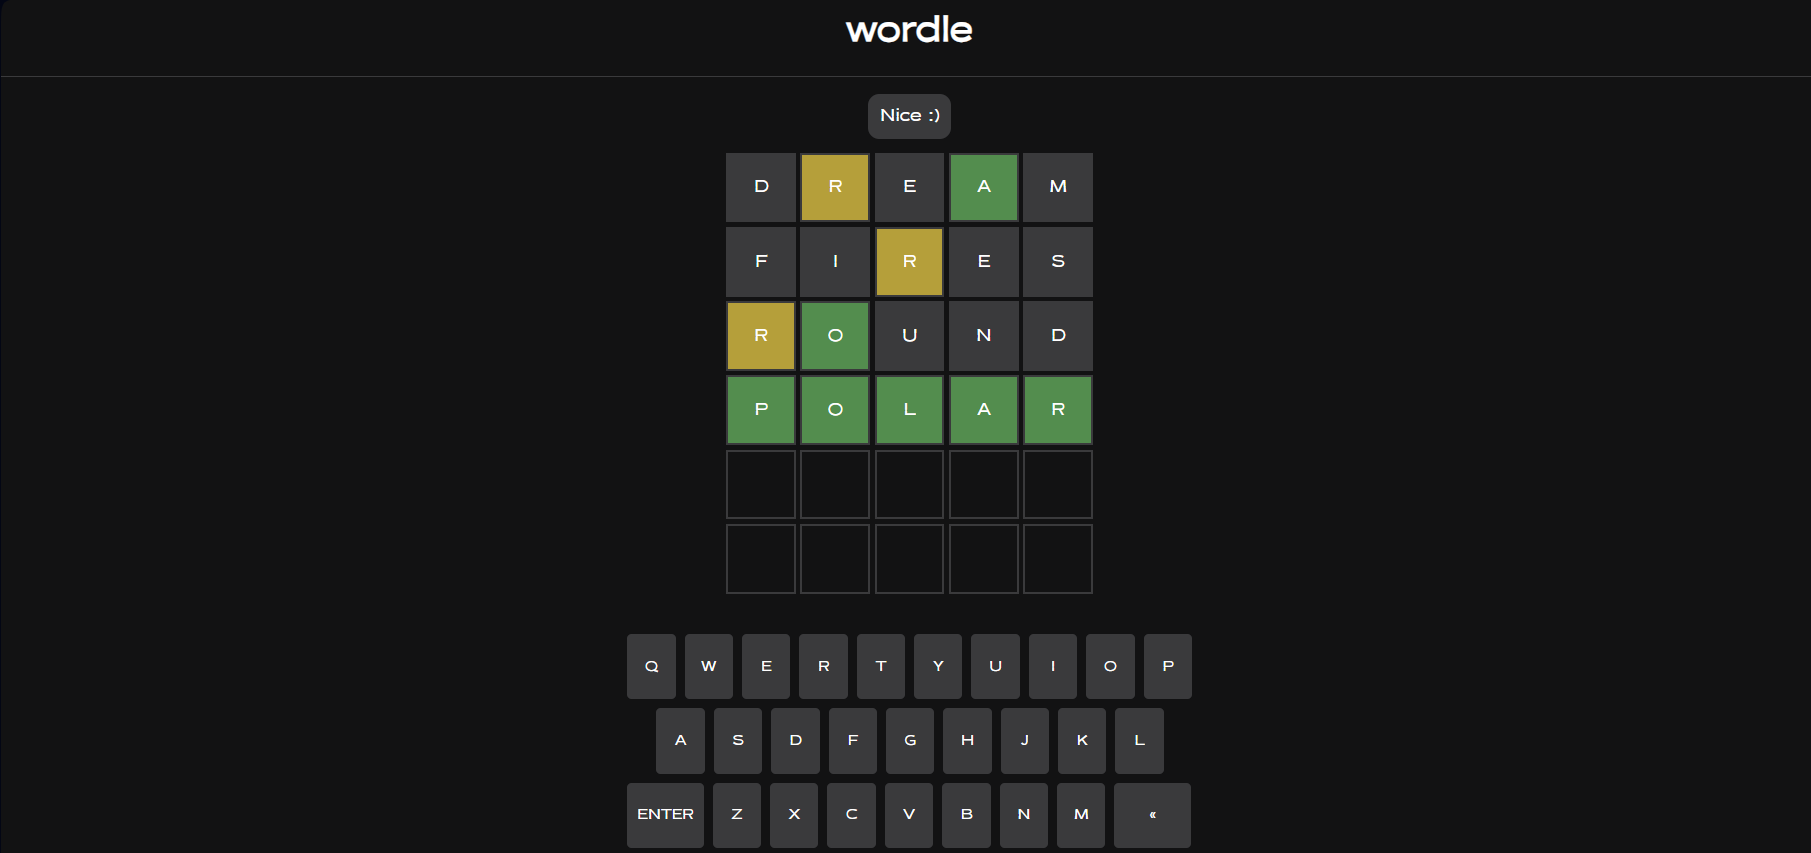 wordle
Nice :)
D R E A M
F I R E S
R O U N D
P O L A R
Q W E R T Y U I O P
A S D F G H J K L
ENTER Z X C V B N M «